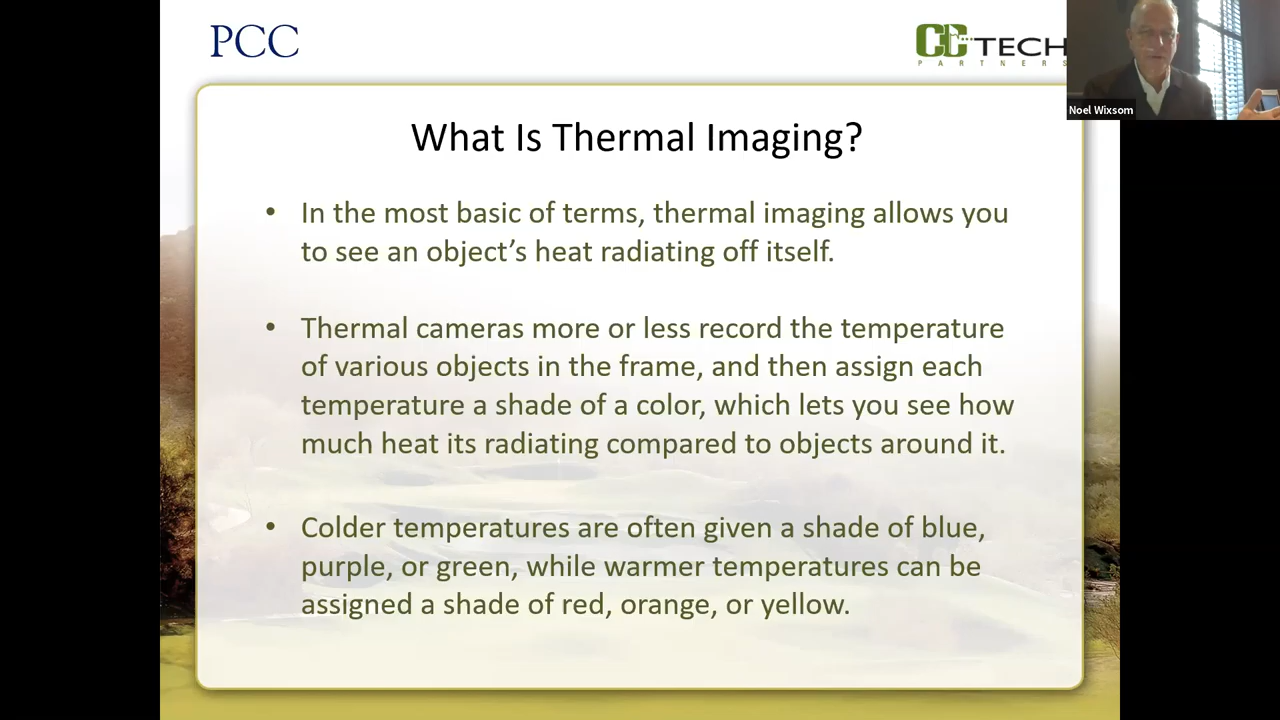 PCC
CC TECH
PARTNERS
Noel Wixsom
What Is Thermal Imaging?
• In the most basic of terms, thermal imaging allows you
to see an object’s heat radiating off itself.
• Thermal cameras more or less record the temperature
of various objects in the frame, and then assign each
temperature a shade of a color, which lets you see how
much heat its radiating compared to objects around it.
• Colder temperatures are often given a shade of blue,
purple, or green, while warmer temperatures can be
assigned a shade of red, orange, or yellow.